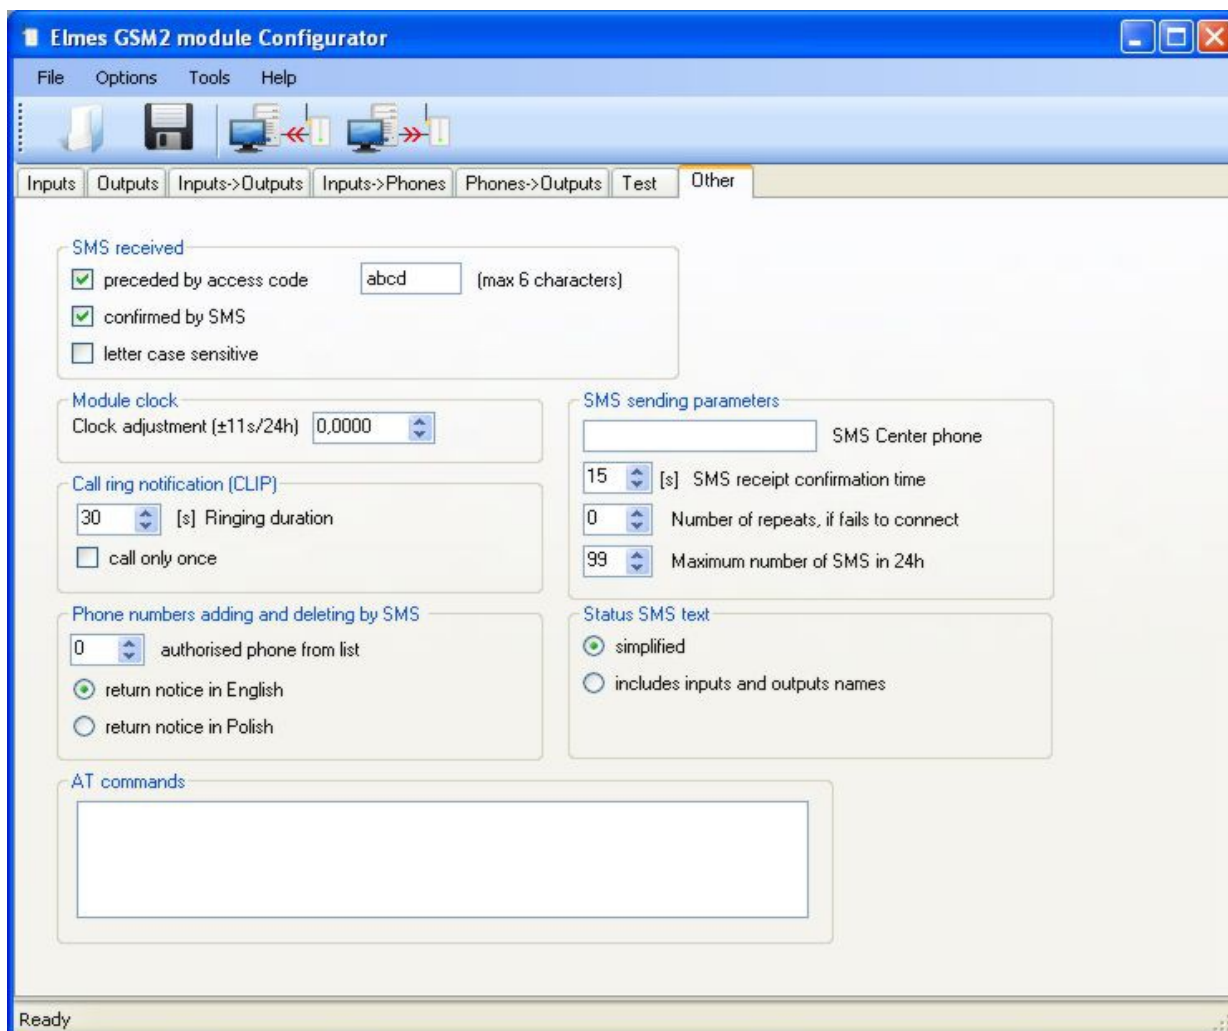 Elmes GSM2 module Configurator
File Options Tools Help
Inputs Outputs Inputs->Outputs Inputs->Phones Phones->Outputs Test Other
SMS received
preceded by access code abcd (max 6 characters)
confirmed by SMS
letter case sensitive
Module clock
Clock adjustment (±11s/24h) 0,0000
Call ring notification (CLIP)
30 [s] Ringing duration
call only once
SMS sending parameters
SMS Center phone
15 [s] SMS receipt confirmation time
0 Number of repeats, if fails to connect
99 Maximum number of SMS in 24h
Phone numbers adding and deleting by SMS
0 authorised phone from list
return notice in English
return notice in Polish
Status SMS text
simplified
includes inputs and outputs names
AT commands
Ready